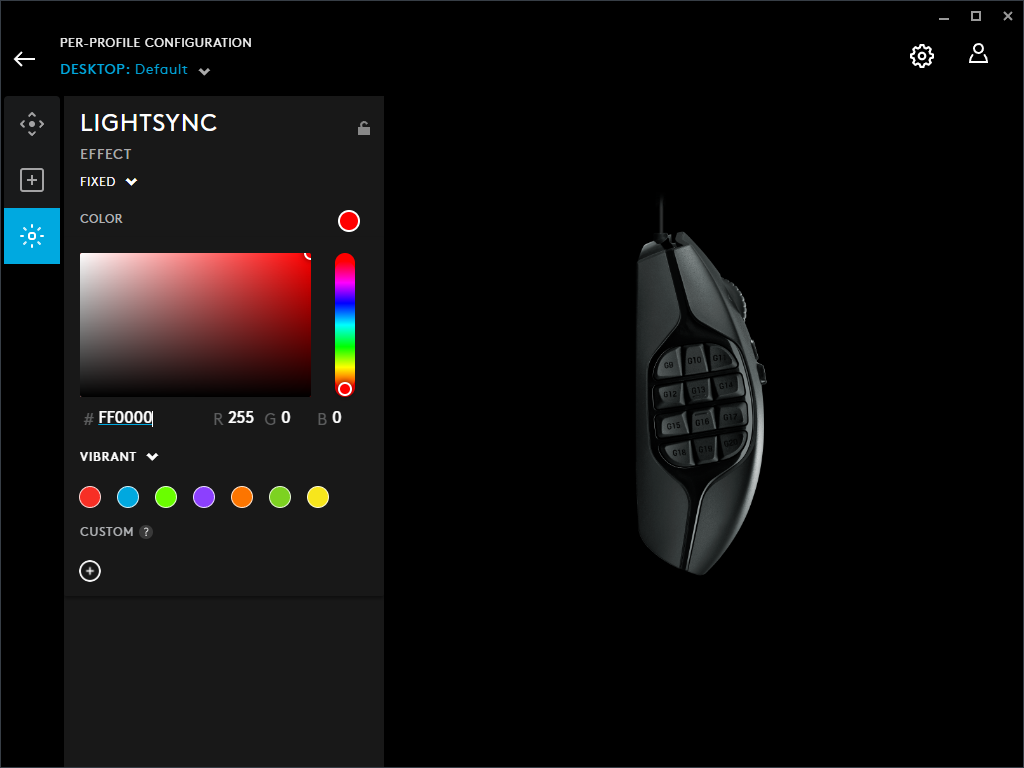 PER-PROFILE CONFIGURATION
DESKTOP: Default
LIGHTSYNC
EFFECT
FIXED
COLOR
# FF0000 R 255 G 0 B 0
VIBRANT
CUSTOM ?
G9 G10 G11
G12 G13 G14
G15 G16 G17
G18 G19 G20